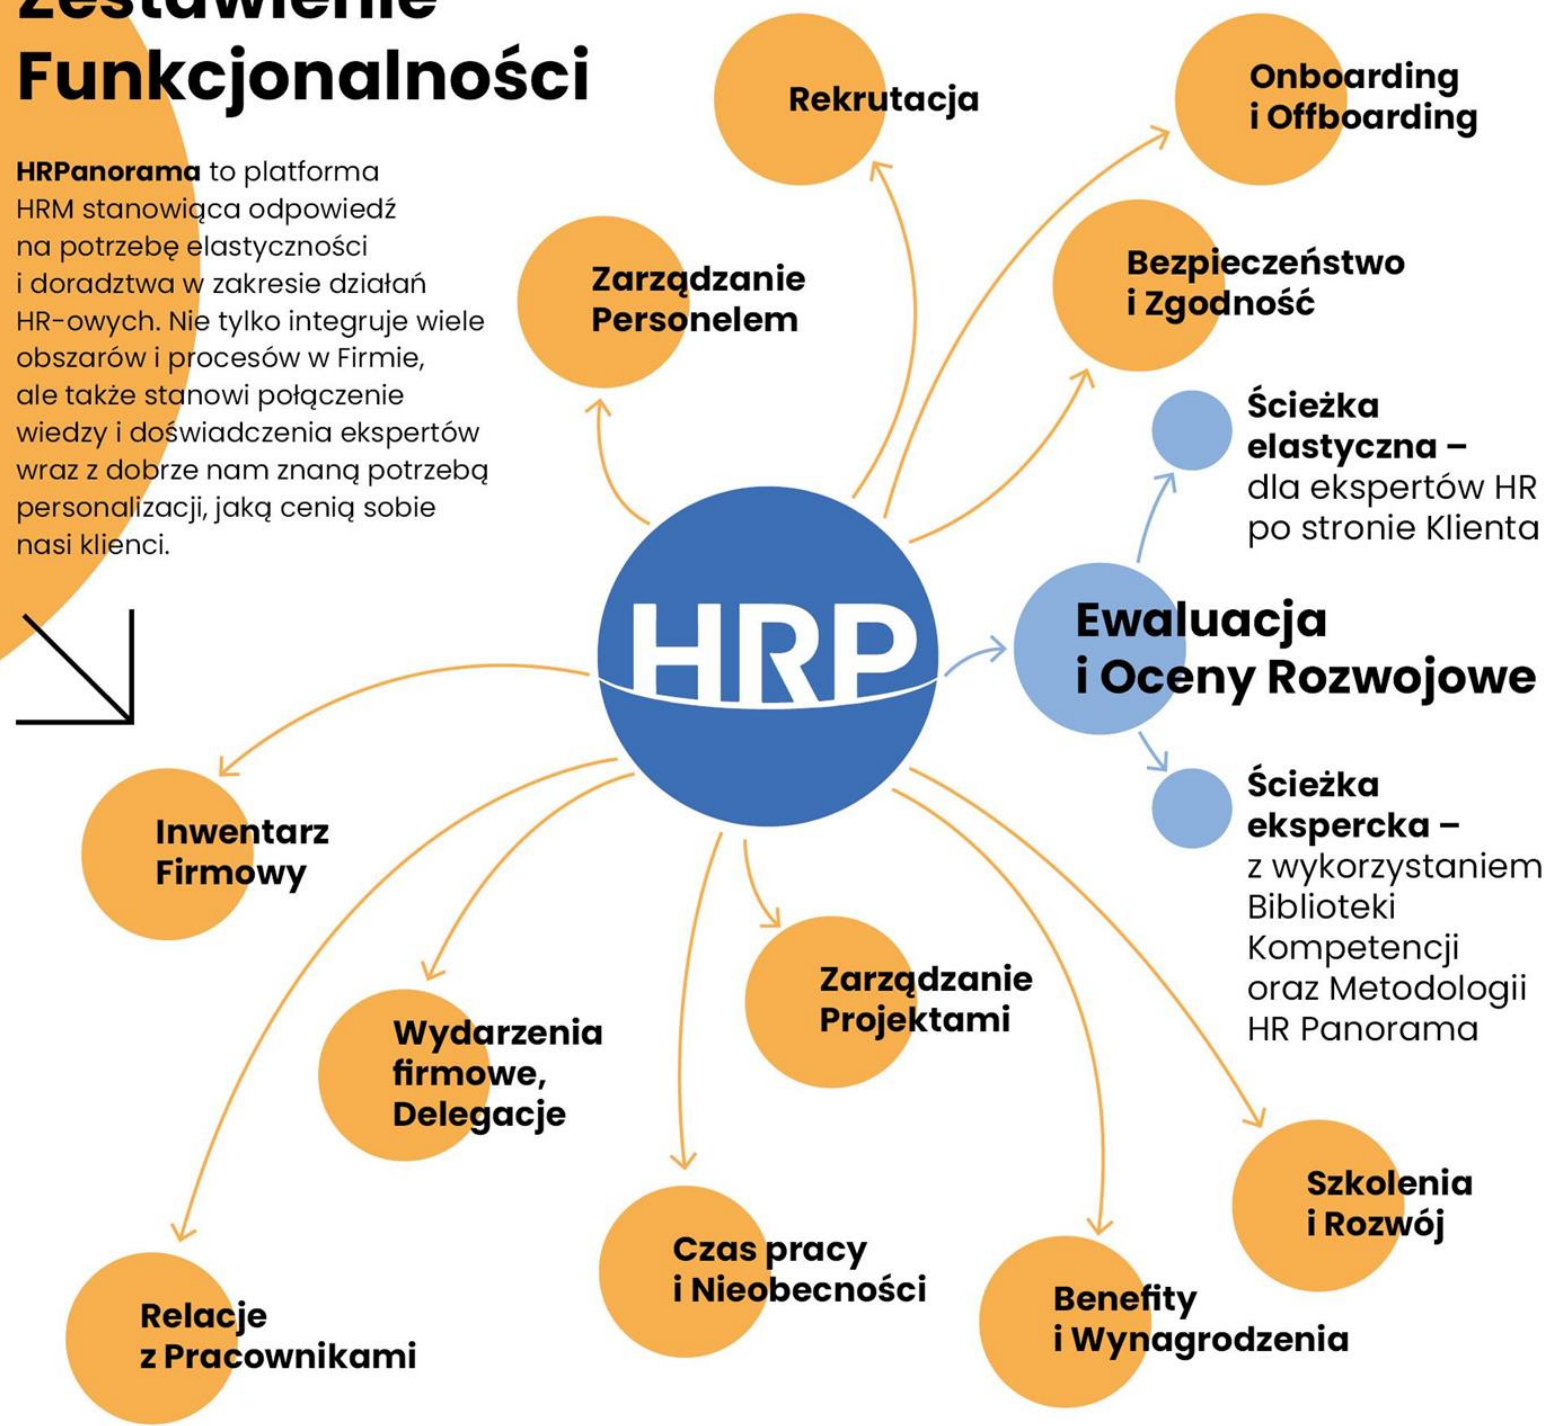 Zestawienie
Funkcjonalności
HRPanorama to platforma
HRM stanowiąca odpowiedź
na potrzebę elastyczności
i doradztwa w zakresie działań
HR-owych. Nie tylko integruje wiele
obszarów i procesów w Firmie,
ale także stanowi połączenie
wiedzy i doświadczenia ekspertów
wraz z dobrze nam znaną potrzebą
personalizacji, jaką cenią sobie
nasi klienci.
Rekrutacja
Onboarding
i Offboarding
Zarządzanie
Personelem
Bezpieczeństwo
i Zgodność
Ścieżka
elastyczna –
dla ekspertów HR
po stronie Klienta
HRP
Ewaluacja
i Oceny Rozwojowe
Ścieżka
ekspercka –
z wykorzystaniem
Biblioteki
Kompetencji
oraz Metodologii
HR Panorama
Inwentarz
Firmowy
Wydarzenia
firmowe,
Delegacje
Zarządzanie
Projektami
Szkolenia
i Rozwój
Czas pracy
i Nieobecności
Benefity
i Wynagrodzenia
Relacje
z Pracownikami